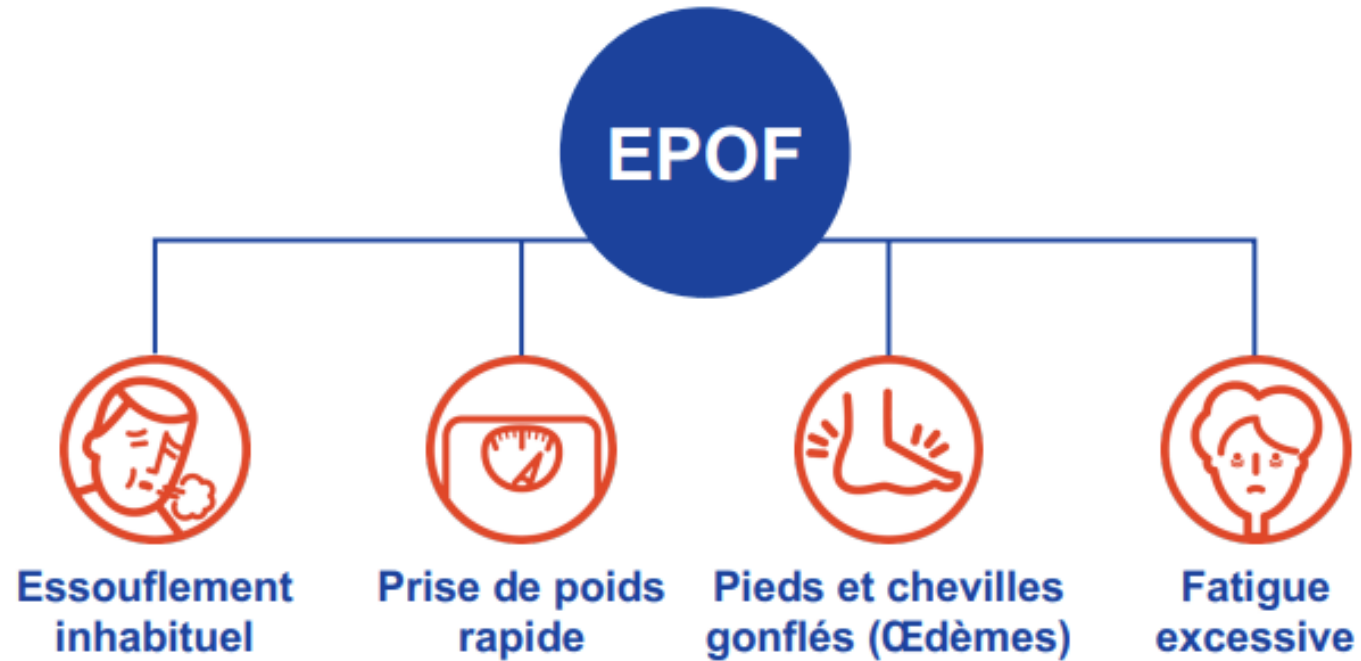 EPOF
Essouflement
inhabituel
Prise de poids
rapide
Pieds et chevilles
gonflés (Œdèmes)
Fatigue
excessive